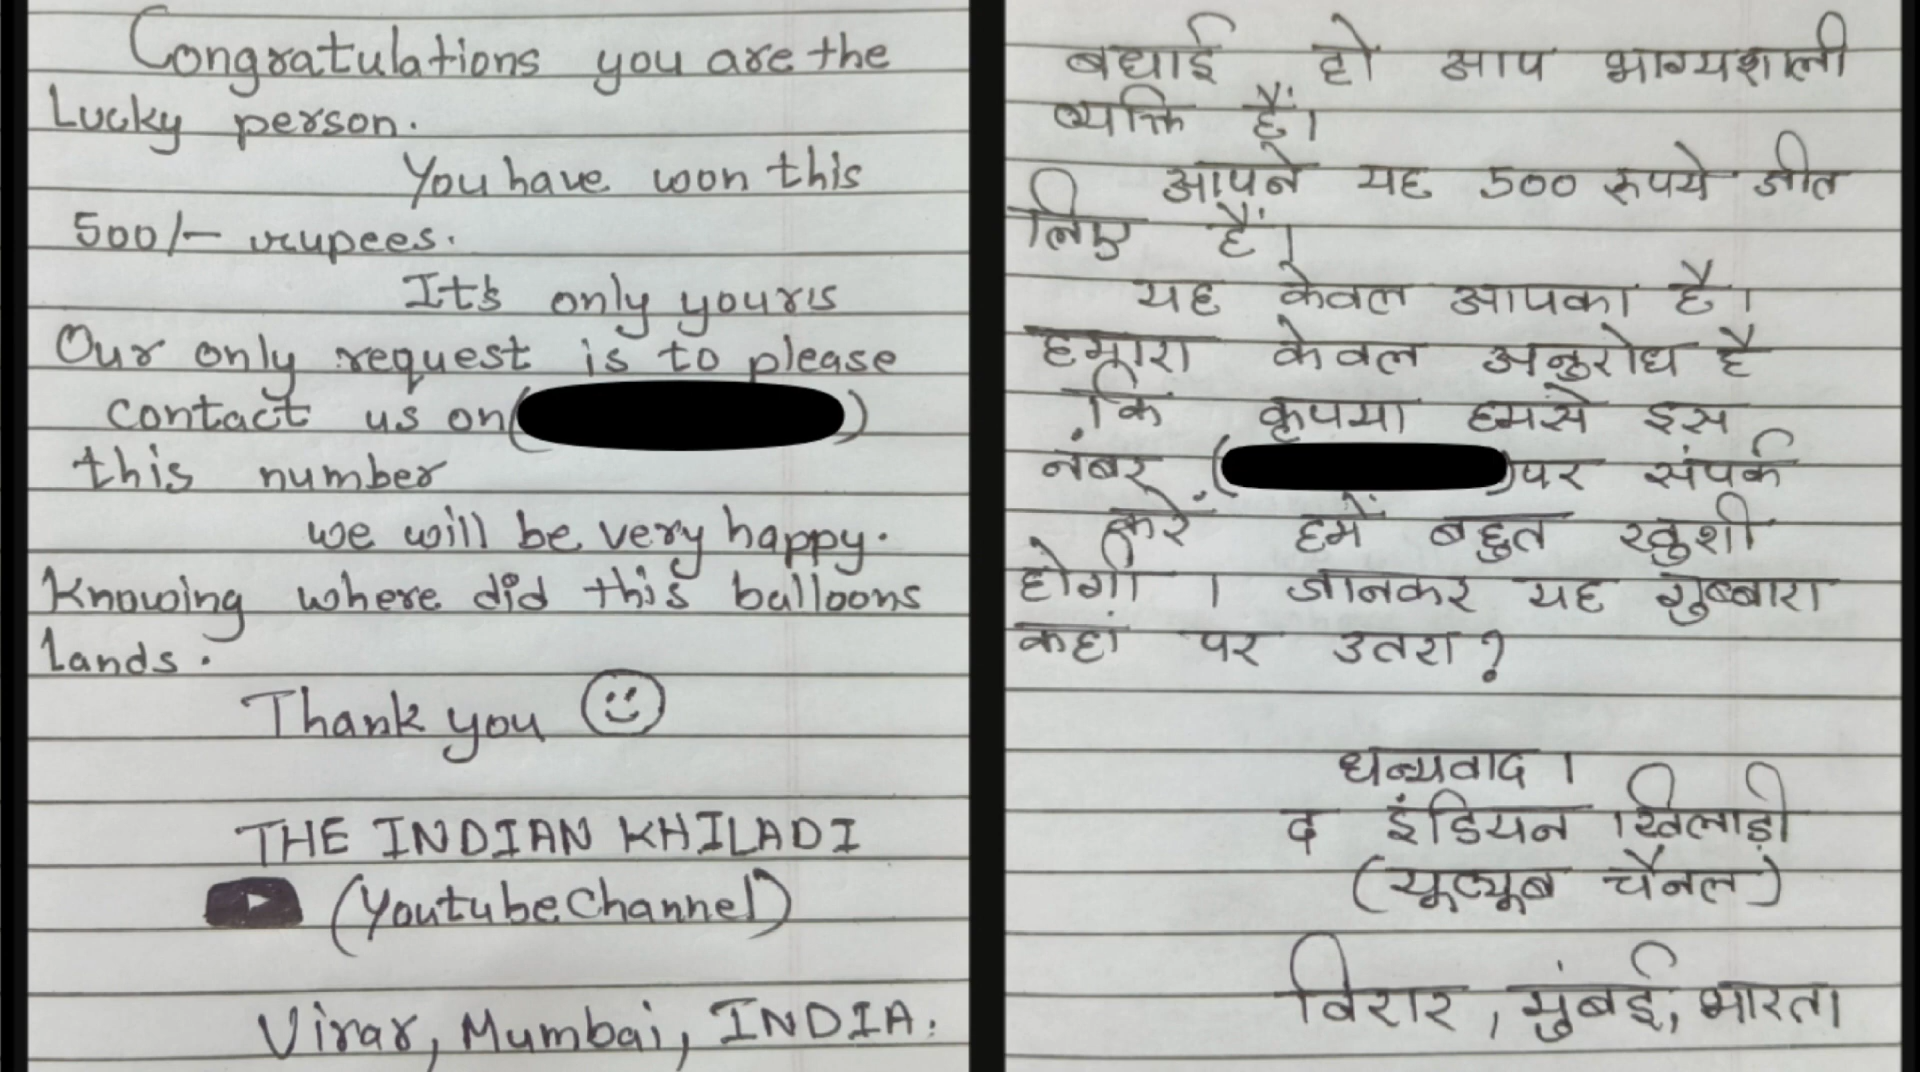 Congratulations you are the
Lucky person.
You have won this
500/- rupees.
It's only yours
Our only request is to please
contact us on( )
this number
we will be very happy.
Knowing where did this balloons
lands.
Thank you
THE INDIAN KHILADI
(Youtube Channel)
Virar, Mumbai, INDIA.
बधाई हो आप भाग्यशाली
व्यक्ति हैं।
आपने यह 500 रुपये जीत
लिए हैं।
यह केवल आपका है।
हमारा केवल अनुरोध है
कि कृपया हमसे इस
नंबर ( )पर संपर्क
करें हमें बहुत खुशी
होगी । जानकर यह गुब्बारा
कहां पर उतरा?
धन्यवाद ।
द इंडियन खिलाड़ी
(यूट्यूब चैनल)
विरार, मुंबई, भारत।